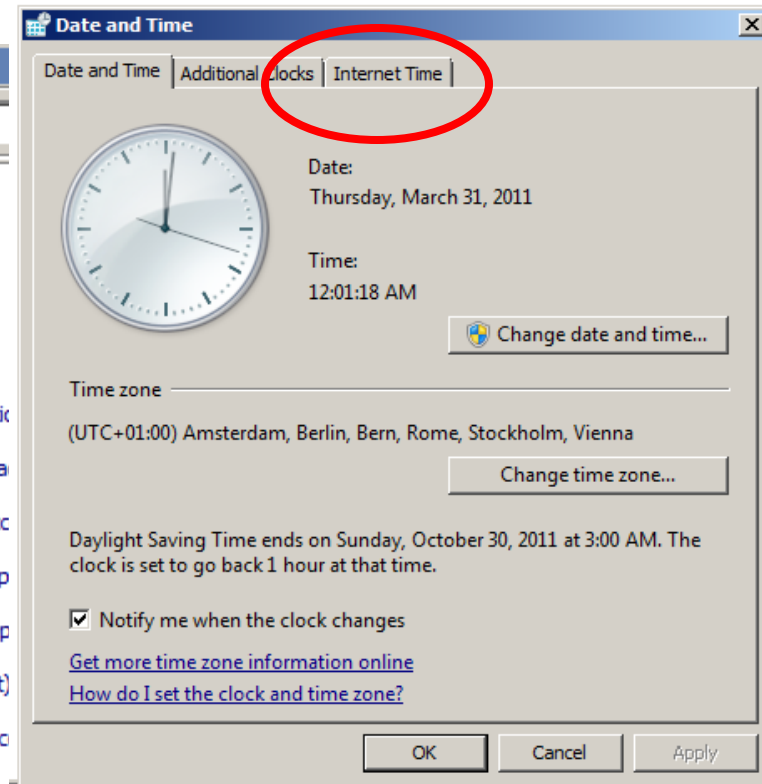 Date and Time
Date and Time
Additional Clocks
Internet Time
Date:
Thursday, March 31, 2011
Time:
12:01:18 AM
Change date and time...
Time zone
(UTC+01:00) Amsterdam, Berlin, Bern, Rome, Stockholm, Vienna
Change time zone...
Daylight Saving Time ends on Sunday, October 30, 2011 at 3:00 AM. The
clock is set to go back 1 hour at that time.
Notify me when the clock changes
Get more time zone information online
How do I set the clock and time zone?
OK
Cancel
Apply